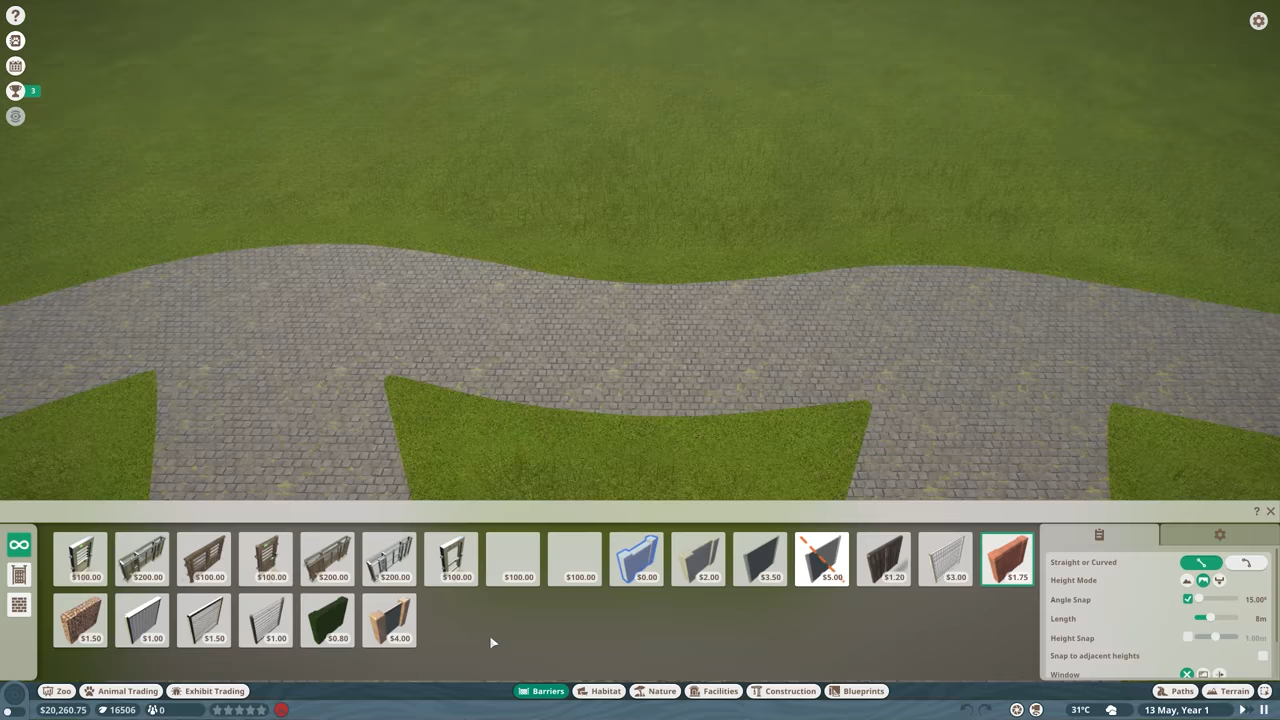 ?
3
? ×
$100.00 $200.00 $100.00 $100.00 $200.00 $200.00 $100.00 $100.00 $100.00 $0.00 $2.00 $3.50 $5.00 $1.20 $3.00 $1.75
$1.50 $1.00 $1.50 $1.00 $0.80 $4.00
Straight or Curved
Height Mode
Angle Snap 15.00°
Length 8m
Height Snap 1.00m
Snap to adjacent heights
Window
Zoo Animal Trading Exhibit Trading Barriers Habitat Nature Facilities Construction Blueprints Paths Terrain
$20,260.75 16506 0 31°C 13 May, Year 1